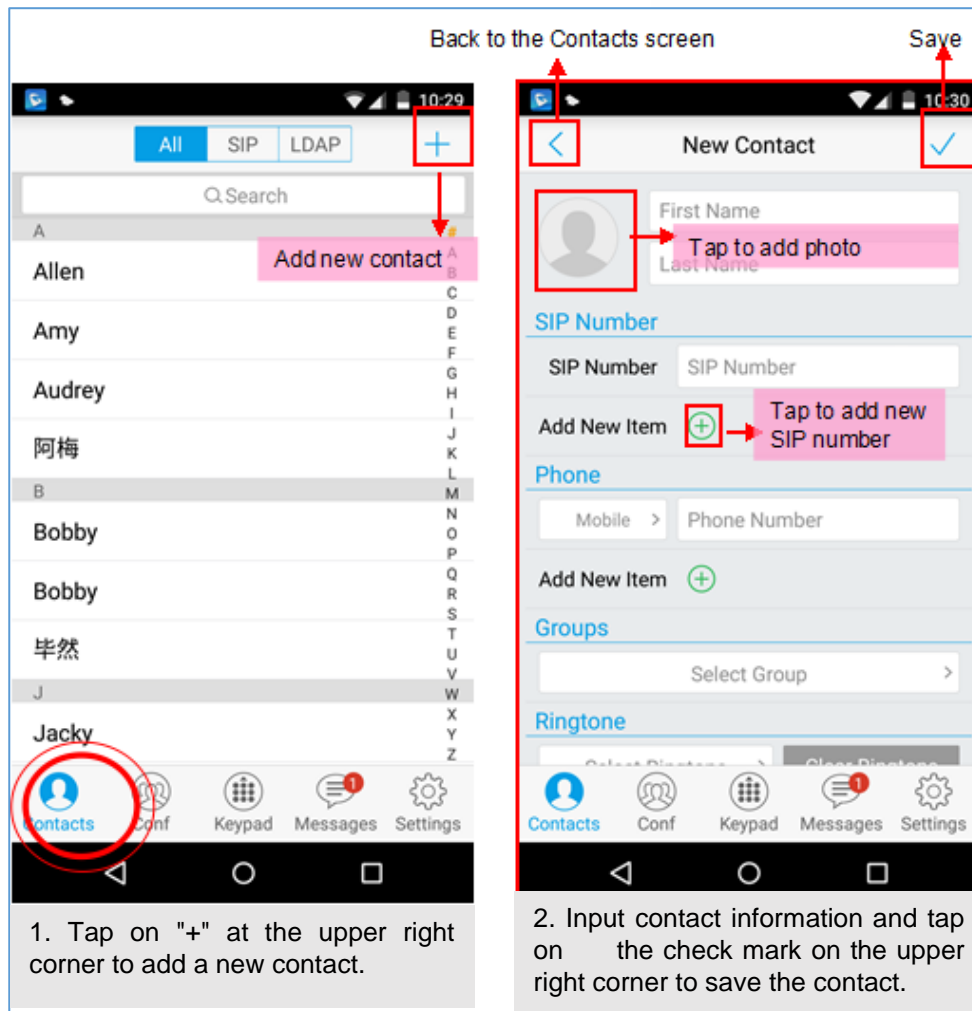 Back to the Contacts screen
Save
10:29
All SIP LDAP +
Search
A
Allen
Add new contact
Amy
Audrey
阿梅
B
Bobby
Bobby
毕然
J
Jacky
#
A
B
C
D
E
F
G
H
I
J
K
L
M
N
O
P
Q
R
S
T
U
V
W
X
Y
Z
1
Contacts Conf Keypad Messages Settings
1. Tap on "+" at the upper right
corner to add a new contact.
10:30
New Contact
First Name
Tap to add photo
Last Name
SIP Number
SIP Number SIP Number
Add New Item
Tap to add new
SIP number
Phone
Mobile > Phone Number
Add New Item
Groups
Select Group >
Ringtone
Select Ringtone > Clear Ringtone
1
Contacts Conf Keypad Messages Settings
2. Input contact information and tap
on the check mark on the upper
right corner to save the contact.